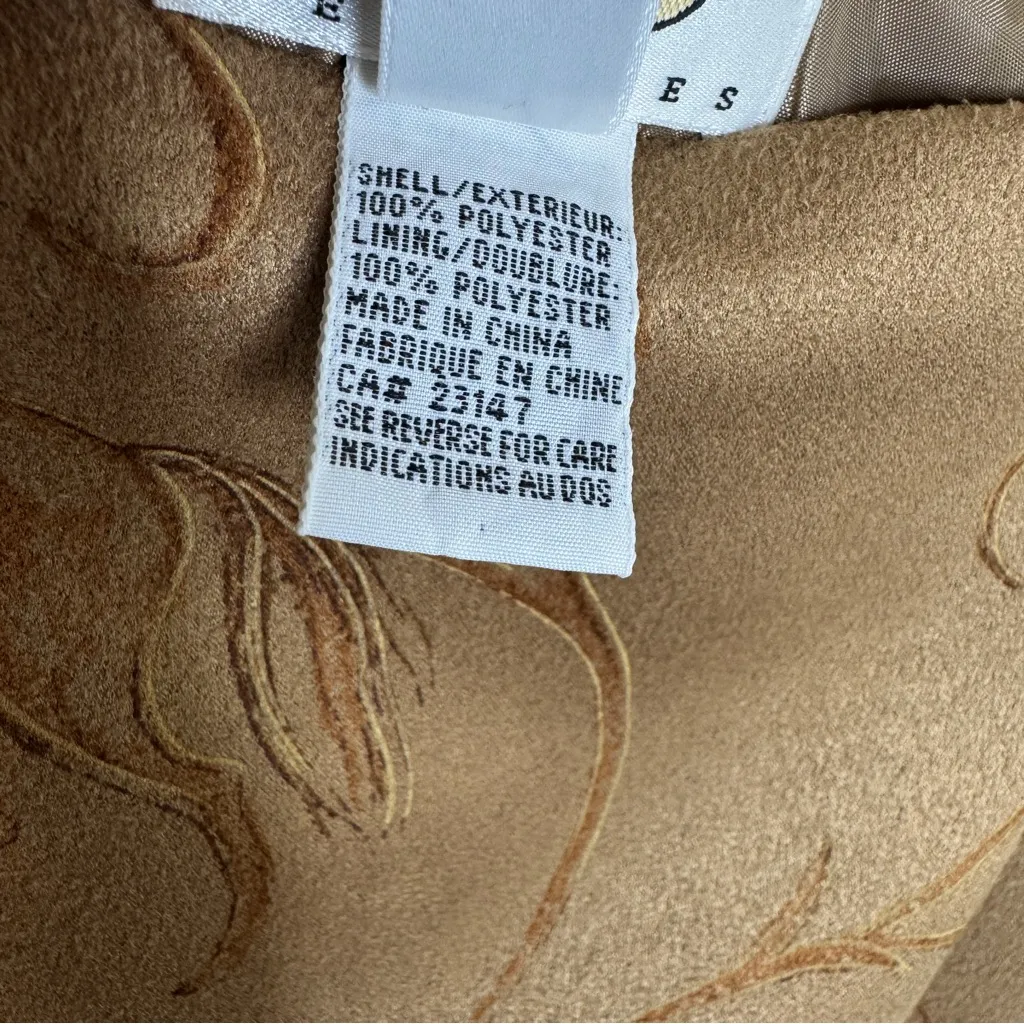 E
E S
SHELL/EXTERIEUR:
100% POLYESTER
LINING/DOUBLURE:
100% POLYESTER
MADE IN CHINA
FABRIQUE EN CHINE
CA# 23147
SEE REVERSE FOR CARE
INDICATIONS AU DOS